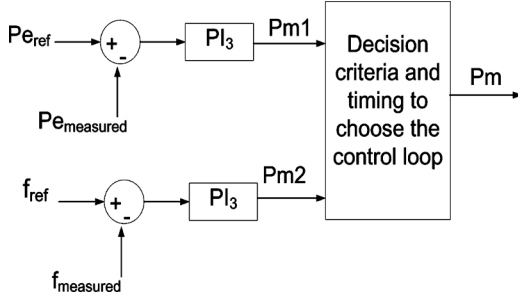 Pe_ref
+
-
PI_3
Pm1
Pe_measured
Decision
criteria and
timing to
choose the
control loop
Pm
f_ref
+
-
PI_3
Pm2
f_measured